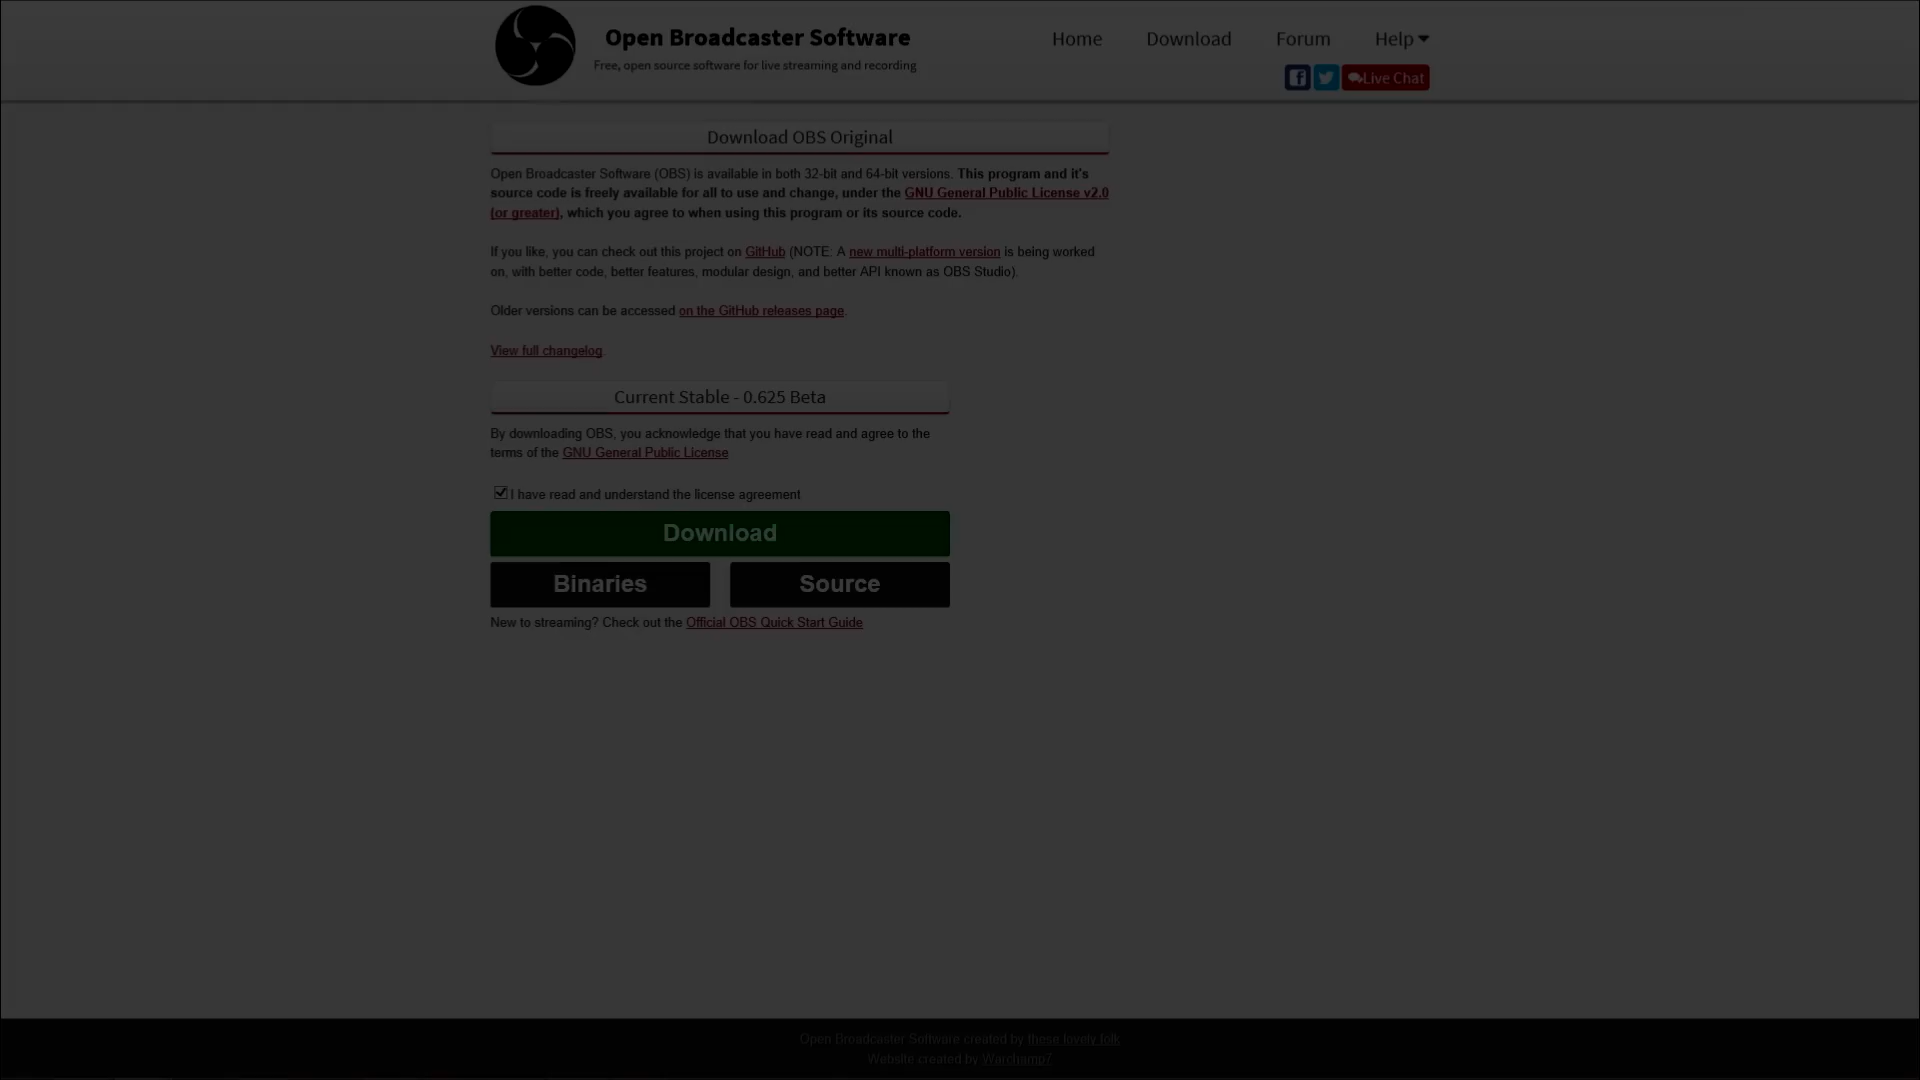 Open Broadcaster Software
Free, open source software for live streaming and recording
Home
Download
Forum
Help
Live Chat
Download OBS Original
Open Broadcaster Software (OBS) is available in both 32-bit and 64-bit versions. This program and it's
source code is freely available for all to use and change, under the GNU General Public License v2.0
(or greater), which you agree to when using this program or its source code.
If you like, you can check out this project on GitHub (NOTE: A new multi-platform version is being worked
on, with better code, better features, modular design, and better API known as OBS Studio).
Older versions can be accessed on the GitHub releases page.
View full changelog.
Current Stable - 0.625 Beta
By downloading OBS, you acknowledge that you have read and agree to the
terms of the GNU General Public License
I have read and understand the license agreement
Download
Binaries
Source
New to streaming? Check out the Official OBS Quick Start Guide
Open Broadcaster Software created by these lovely folk
Website created by Warchamp7